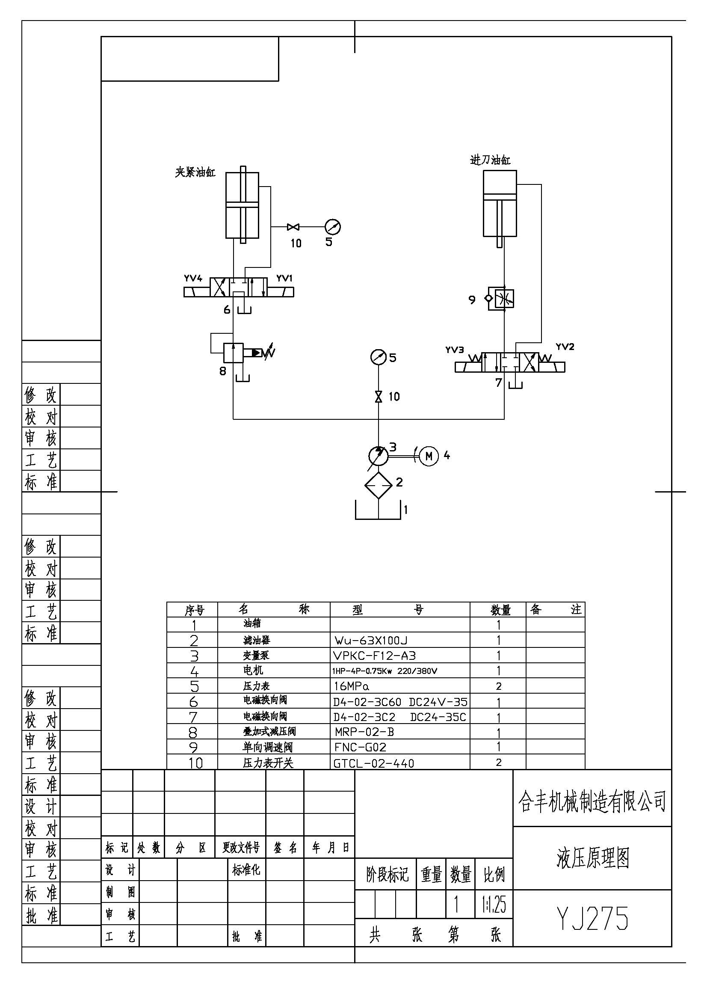 进刀油缸
夹紧油缸
10
5
YV4
YV1
6
9
YV3
YV2
5
8
7
10
3
M
4
2
1
修 改
校 对
审 核
工 艺
标 准
修 改
校 对
审 核
工 艺
标 准
修 改
校 对
审 核
工 艺
标 准
设 计
校 对
审 核
工 艺
标 准
批 准
序号 名 称 型 号 数量 备 注
1 油箱 1
2 滤油器 Wu-63X100J 1
3 变量泵 VPKC-F12-A3 1
4 电机 1HP-4P-0.75Kw 220/380V 1
5 压力表 16MPa 2
6 电磁换向阀 D4-02-3C60 DC24V-35 1
7 电磁换向阀 D4-02-3C2 DC24-35C 1
8 叠加式减压阀 MRP-02-B 1
9 单向调速阀 FNC-G02 1
10 压力表开关 GTCL-02-440 2
标 记 处 数 分 区 更改文件号 签 名 年 月 日
设 计 标准化
制 图
审 核
工 艺 批 准
阶段标记 重量 数量 比例
1 1:1.25
共 张 第 张
合丰机械制造有限公司
液压原理图
YJ275